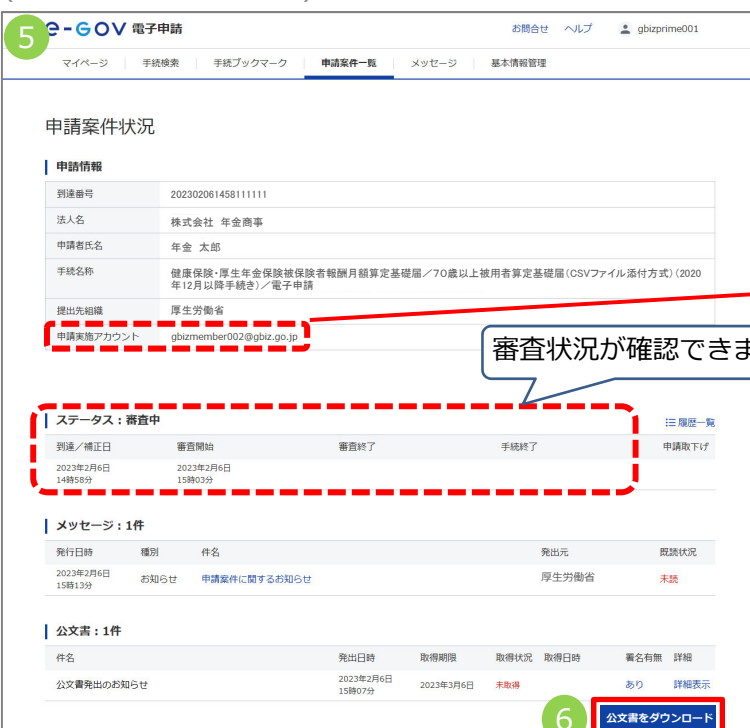 5
e-GOV 電子申請
お問合せ ヘルプ gbizprime001
マイページ 手続検索 手続ブックマーク 申請案件一覧 メッセージ 基本情報管理
申請案件状況
申請情報
到達番号 202302061458111111
法人名 株式会社 年金商事
申請者氏名 年金 太郎
手続名称 健康保険・厚生年金保険被保険者報酬月額算定基礎届／70歳以上被用者算定基礎届(CSVファイル添付方式)(2020
年12月以降手続き)／電子申請
提出先組織 厚生労働省
申請実施アカウント gbizmember002@gbiz.go.jp
審査状況が確認できま
ステータス：審査中 履歴一覧
到達／補正日 審査開始 審査終了 手続終了 申請取下げ
2023年2月6日 2023年2月6日
14時58分 15時03分
メッセージ：1件
発行日時 種別 件名 発出元 既読状況
2023年2月6日
15時13分 お知らせ 申請案件に関するお知らせ 厚生労働省 未読
公文書：1件
件名 発出日時 取得期限 取得状況 取得日時 署名有無 詳細
公文書発出のお知らせ 2023年2月6日
15時07分 2023年3月6日 未取得 あり 詳細表示
6 公文書をダウンロード